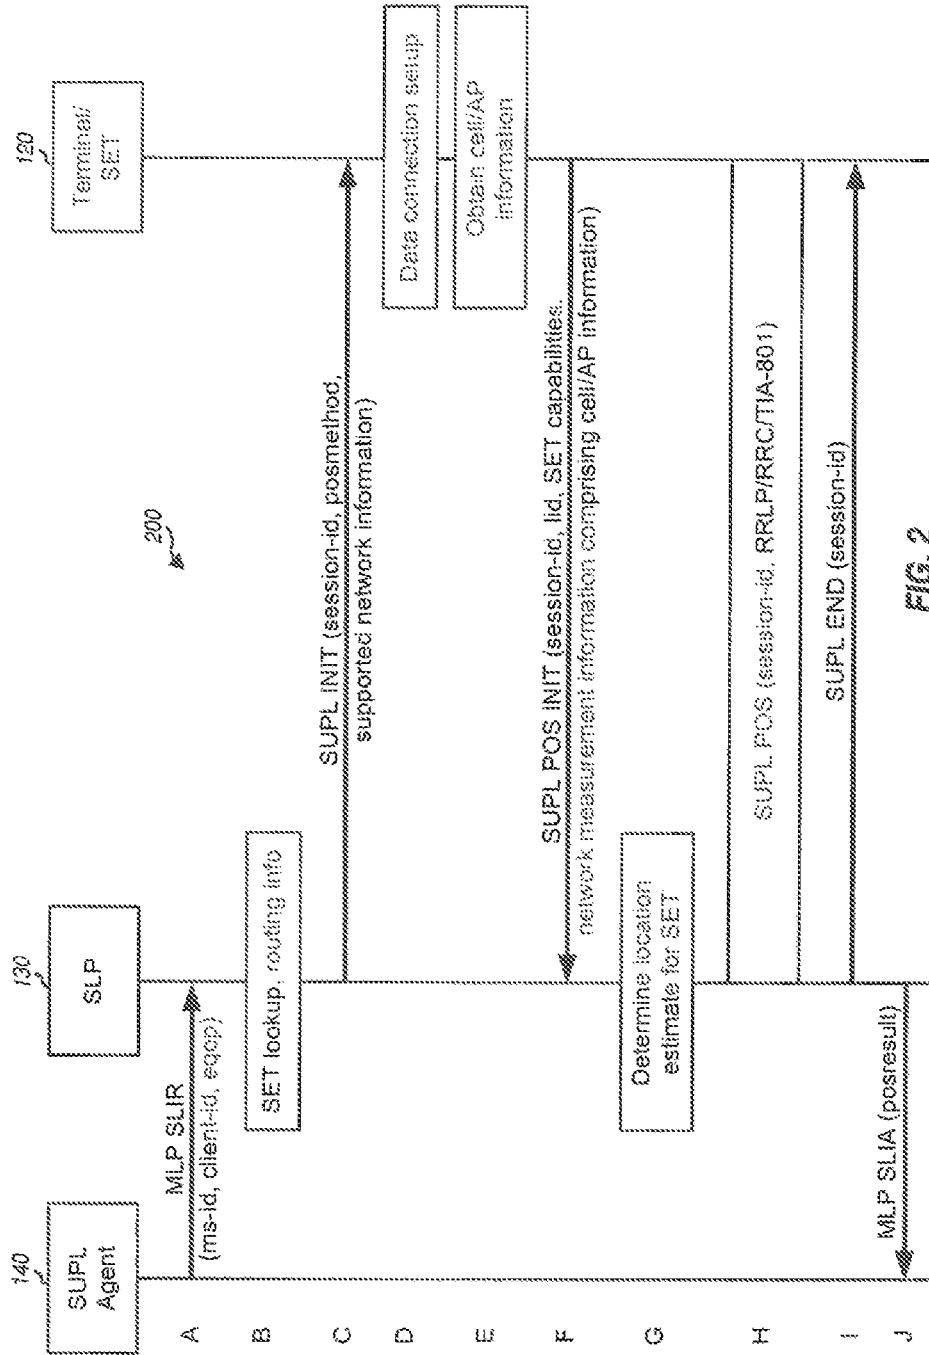 140
SUPL
Agent
130
SLP
120
Terminal/
SET
200
A
MLP SLIR
(ms-id, client-id, eqop)
B
SET lookup, routing info
C
SUPL INIT (session-id, posmethod,
supported network information)
D
Data connection setup
E
Obtain cell/AP
information
F
SUPL POS INIT (session-id, lid, SET capabilities,
network measurement information comprising cell/AP information)
G
Determine location
estimate for SET
H
SUPL POS (session-id, RRLP/RRC/TIA-801)
I
SUPL END (session-id)
J
MLP SLIA (posresult)
FIG. 2